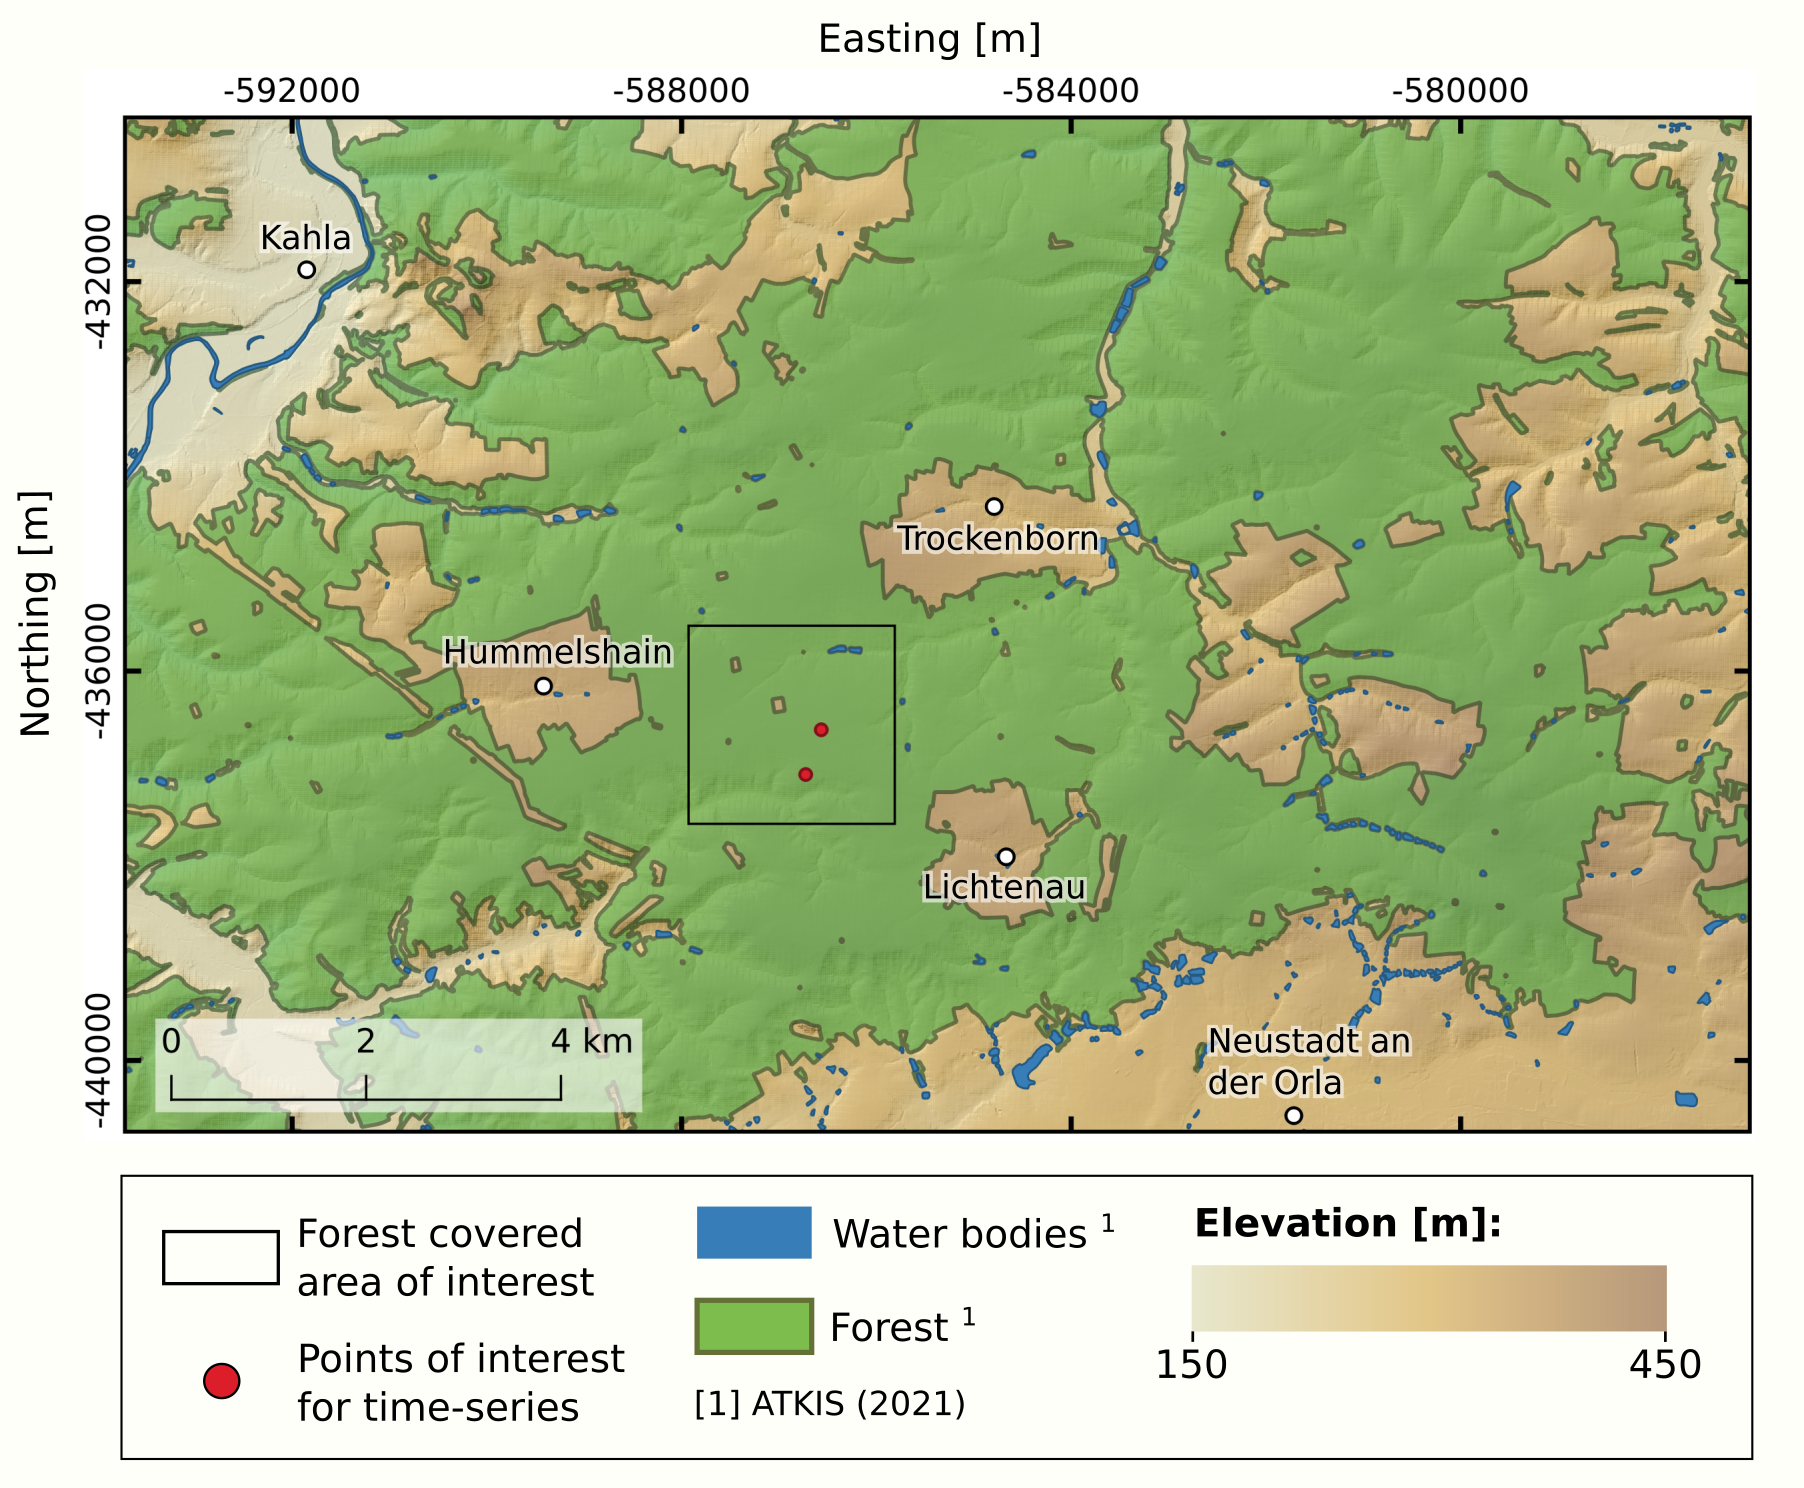 Easting [m]
-592000
-588000
-584000
-580000
Northing [m]
-432000
-436000
-440000
Kahla
Trockenborn
Hummelshain
Lichtenau
Neustadt an
der Orla
0 2 4 km
Forest covered
area of interest
Points of interest
for time-series
Water bodies ¹
Forest ¹
[1] ATKIS (2021)
Elevation [m]:
150 450